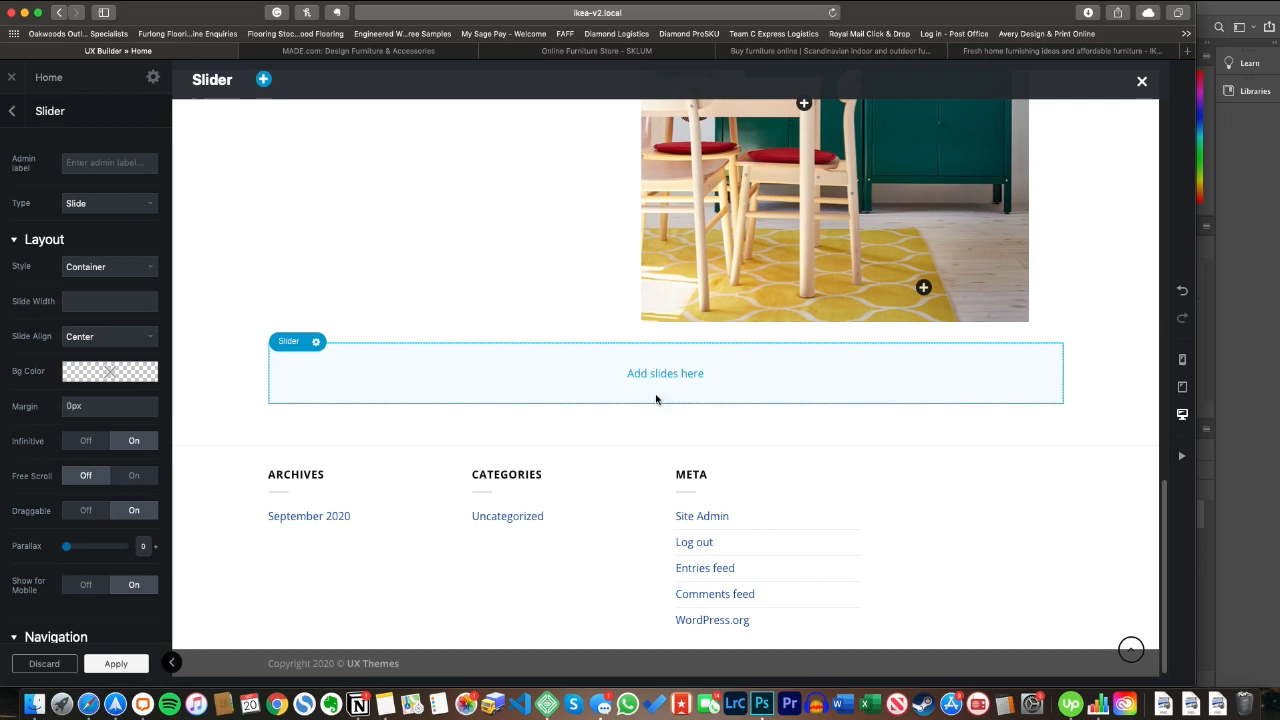 ikea-v2.local
Oakwoods Outl... Specialists
Furlong Floori...ine Enquiries
Flooring Stoc...ood Flooring
Engineered W...ree Samples
My Sage Pay - Welcome
FAFF
Diamond Logistics
Diamond ProSKU
Team C Express Logistics
Royal Mail Click & Drop
Log in - Post Office
Avery Design & Print Online
UX Builder » Home
MADE.com: Design Furniture & Accessories
Online Furniture Store - SKLUM
Buy furniture online | Scandinavian indoor and outdoor fu...
Fresh home furnishing ideas and affordable furniture - IK...
Learn
Libraries
Home
Slider
Slider
Admin label
Enter admin label...
Type
Slide
Layout
Style
Container
Slide Width
Slide Align
Center
Bg Color
Margin
0px
Infinitive
Off
On
Free Scroll
Off
On
Draggable
Off
On
Parallax
0
Show for Mobile
Off
On
Navigation
Discard
Apply
Slider
Add slides here
ARCHIVES
September 2020
CATEGORIES
Uncategorized
META
Site Admin
Log out
Entries feed
Comments feed
WordPress.org
Copyright 2020 © UX Themes
20
Lrc
Ps
Pr
Up